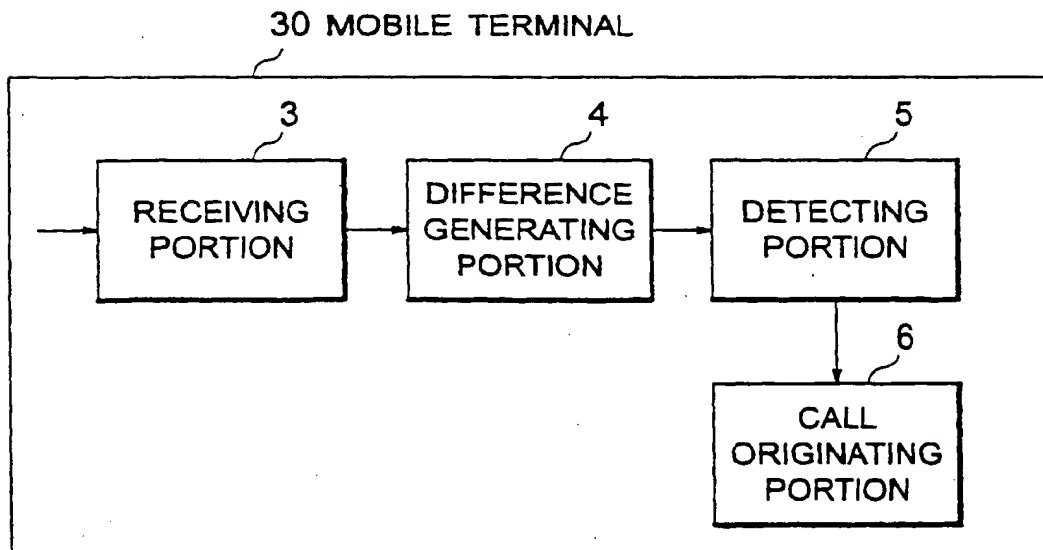 30 MOBILE TERMINAL
3
RECEIVING
PORTION
4
DIFFERENCE
GENERATING
PORTION
5
DETECTING
PORTION
6
CALL
ORIGINATING
PORTION